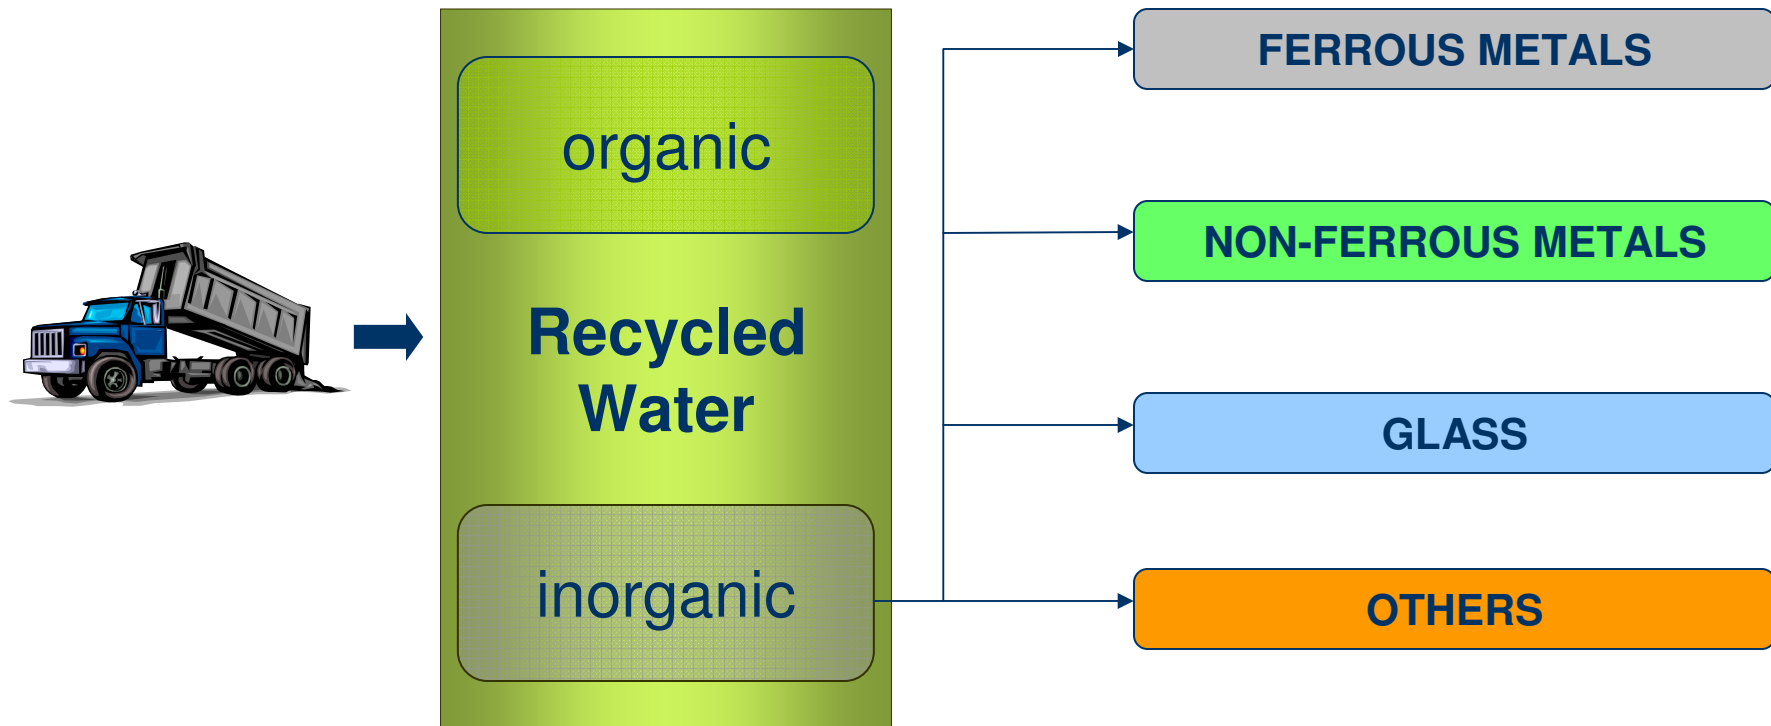 organic
Recycled
Water
inorganic
FERROUS METALS
NON-FERROUS METALS
GLASS
OTHERS